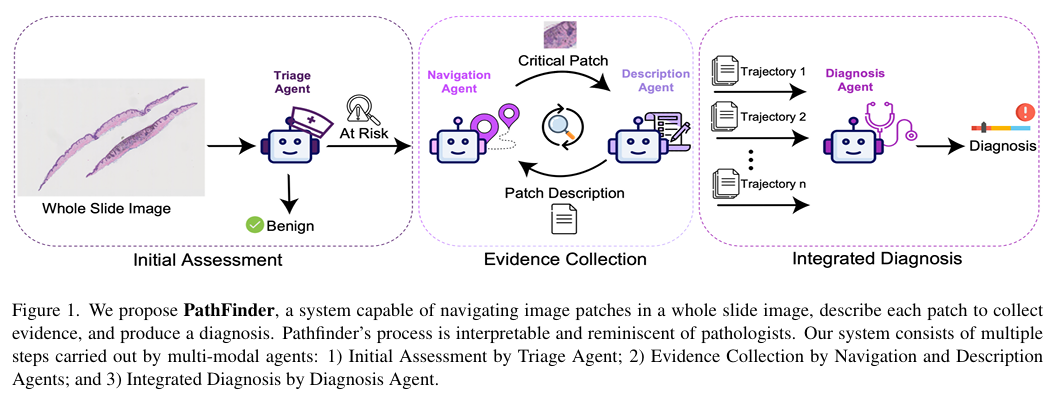 Triage
Agent
At Risk
Whole Slide Image
Benign
Initial Assessment
Critical Patch
Navigation
Agent
Description
Agent
Patch Description
Evidence Collection
Trajectory 1
Trajectory 2
Trajectory n
Diagnosis
Agent
Diagnosis
Integrated Diagnosis
Figure 1. We propose PathFinder, a system capable of navigating image patches in a whole slide image, describe each patch to collect
evidence, and produce a diagnosis. Pathfinder's process is interpretable and reminiscent of pathologists. Our system consists of multiple
steps carried out by multi-modal agents: 1) Initial Assessment by Triage Agent; 2) Evidence Collection by Navigation and Description
Agents; and 3) Integrated Diagnosis by Diagnosis Agent.